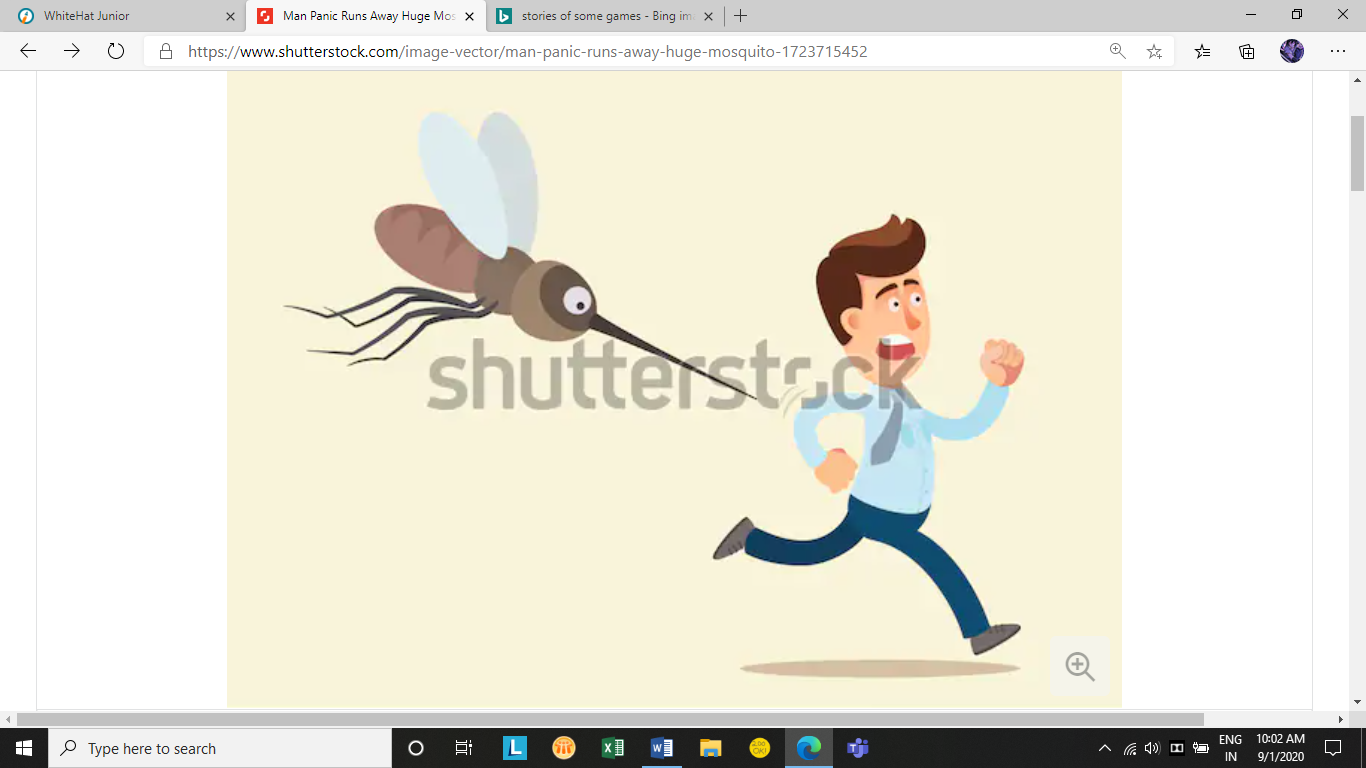 WhiteHat Junior
Man Panic Runs Away Huge Mos
stories of some games - Bing im
https://www.shutterstock.com/image-vector/man-panic-runs-away-huge-mosquito-1723715452
shutterstock
Type here to search
ENG
IN
10:02 AM
9/1/2020